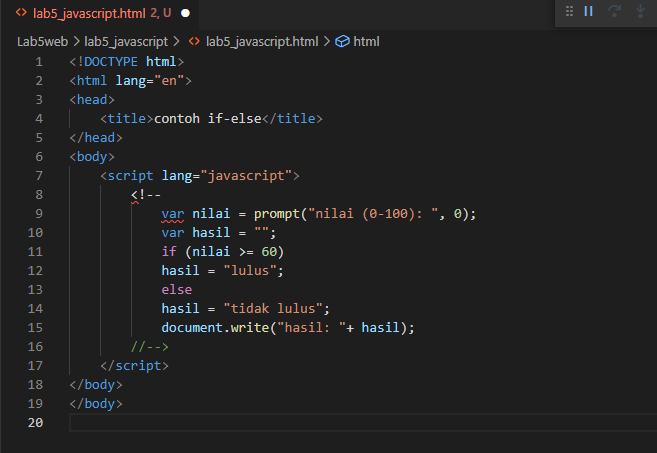 lab5_javascript.html 2, U
Lab5web > lab5_javascript > lab5_javascript.html > html
1 <!DOCTYPE html>
2 <html lang="en">
3 <head>
4     <title>contoh if-else</title>
5 </head>
6 <body>
7     <script lang="javascript">
8         <!--
9             var nilai = prompt("nilai (0-100): ", 0);
10             var hasil = "";
11             if (nilai >= 60)
12             hasil = "lulus";
13             else
14             hasil = "tidak lulus";
15             document.write("hasil: "+ hasil);
16         //-->
17     </script>
18 </body>
19 </body>
20